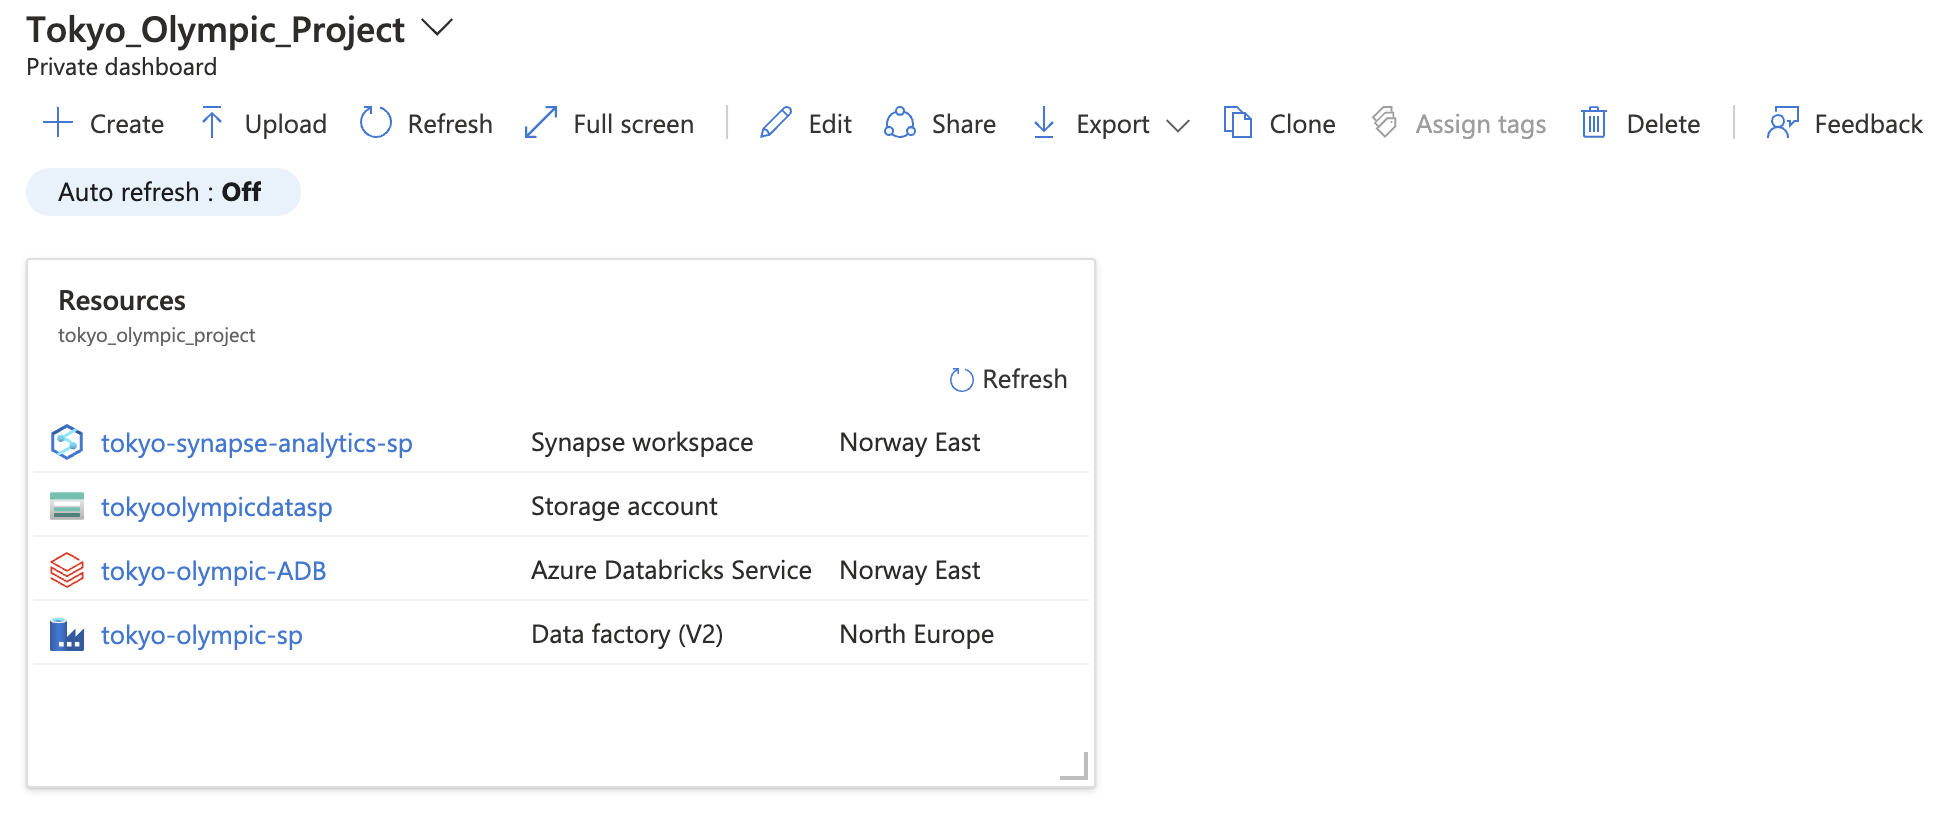 Tokyo_Olympic_Project
Private dashboard
Create Upload Refresh Full screen Edit Share Export Clone Assign tags Delete Feedback
Auto refresh : Off
Resources
tokyo_olympic_project
Refresh
tokyo-synapse-analytics-sp Synapse workspace Norway East
tokyoolympicdatasp Storage account
tokyo-olympic-ADB Azure Databricks Service Norway East
tokyo-olympic-sp Data factory (V2) North Europe